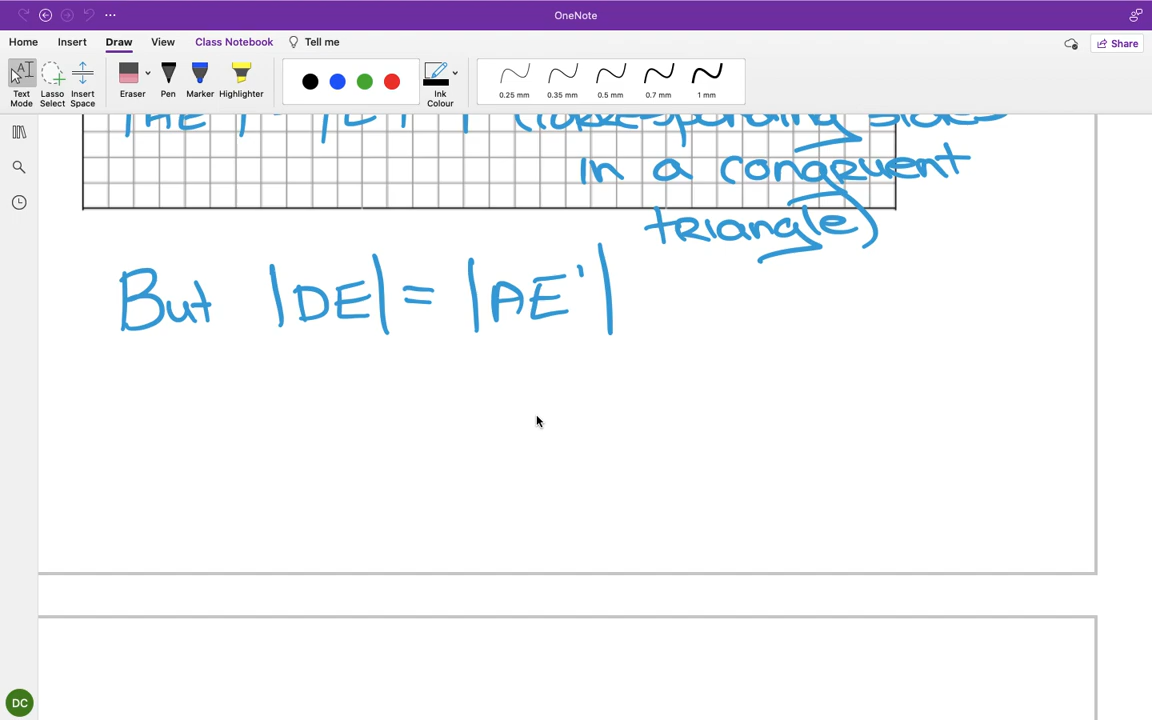 OneNote
Home Insert Draw View Class Notebook Tell me
Share
Text Mode
Lasso Select
Insert Space
Eraser
Pen
Marker
Highlighter
Ink Colour
0.25 mm
0.35 mm
0.5 mm
0.7 mm
1 mm
(corresponding sides
in a congruent
triangle)
But |DE| = |AE'|
DC